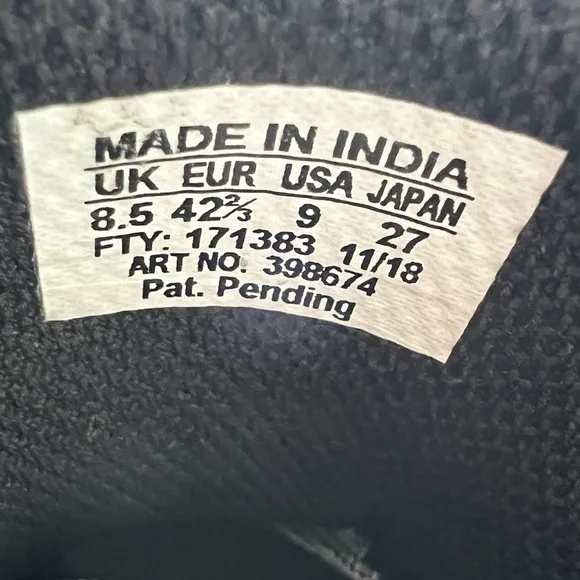 MADE IN INDIA
UK EUR USA JAPAN
8.5 42⅔ 9 27
FTY: 171383 11/18
ART NO. 398674
Pat. Pending